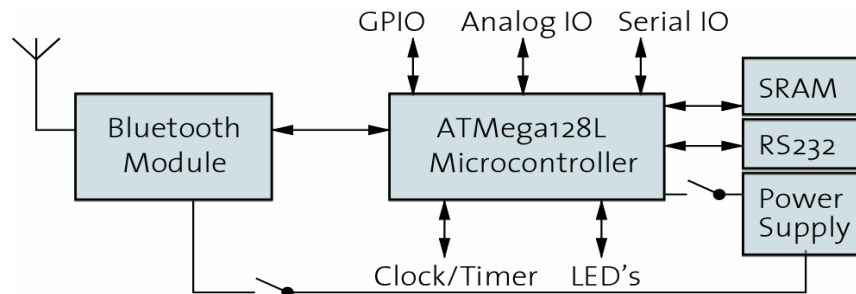 GPIO Analog IO Serial IO
Bluetooth
Module
ATMega128L
Microcontroller
SRAM
RS232
Power
Supply
Clock/Timer LED's